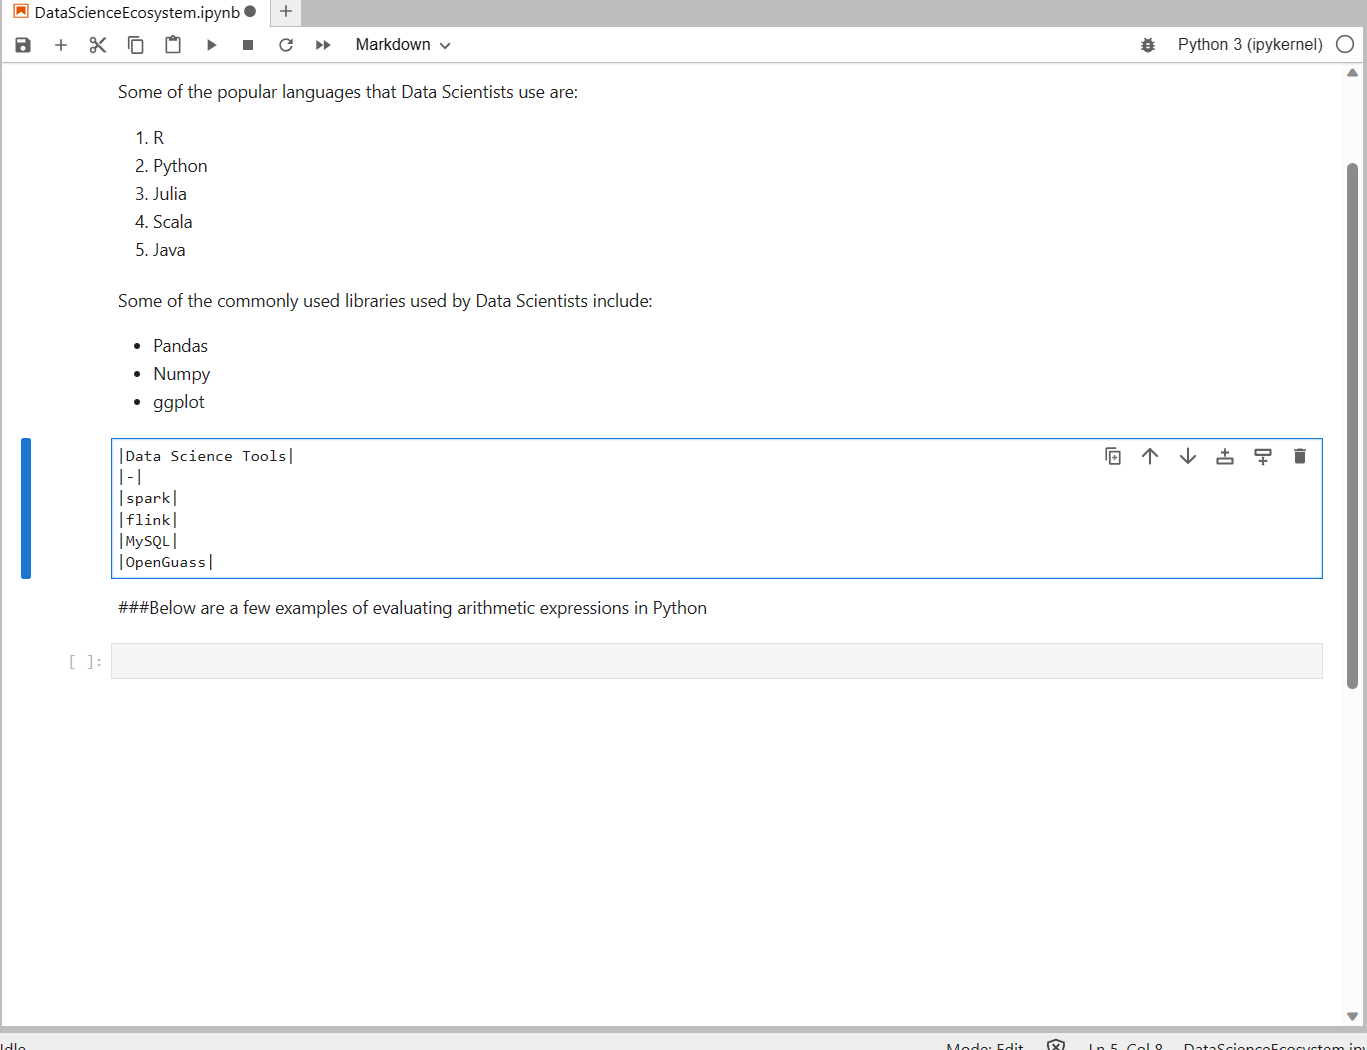 DataScienceEcosystem.ipynb
Markdown
Python 3 (ipykernel)
Some of the popular languages that Data Scientists use are:
1. R
2. Python
3. Julia
4. Scala
5. Java
Some of the commonly used libraries used by Data Scientists include:
• Pandas
• Numpy
• ggplot
|Data Science Tools|
|-|
|spark|
|flink|
|MySQL|
|OpenGuass|
###Below are a few examples of evaluating arithmetic expressions in Python
[ ]:
Idle
Mode: Edit
Ln 5, Col 8
DataScienceEcosystem.ip